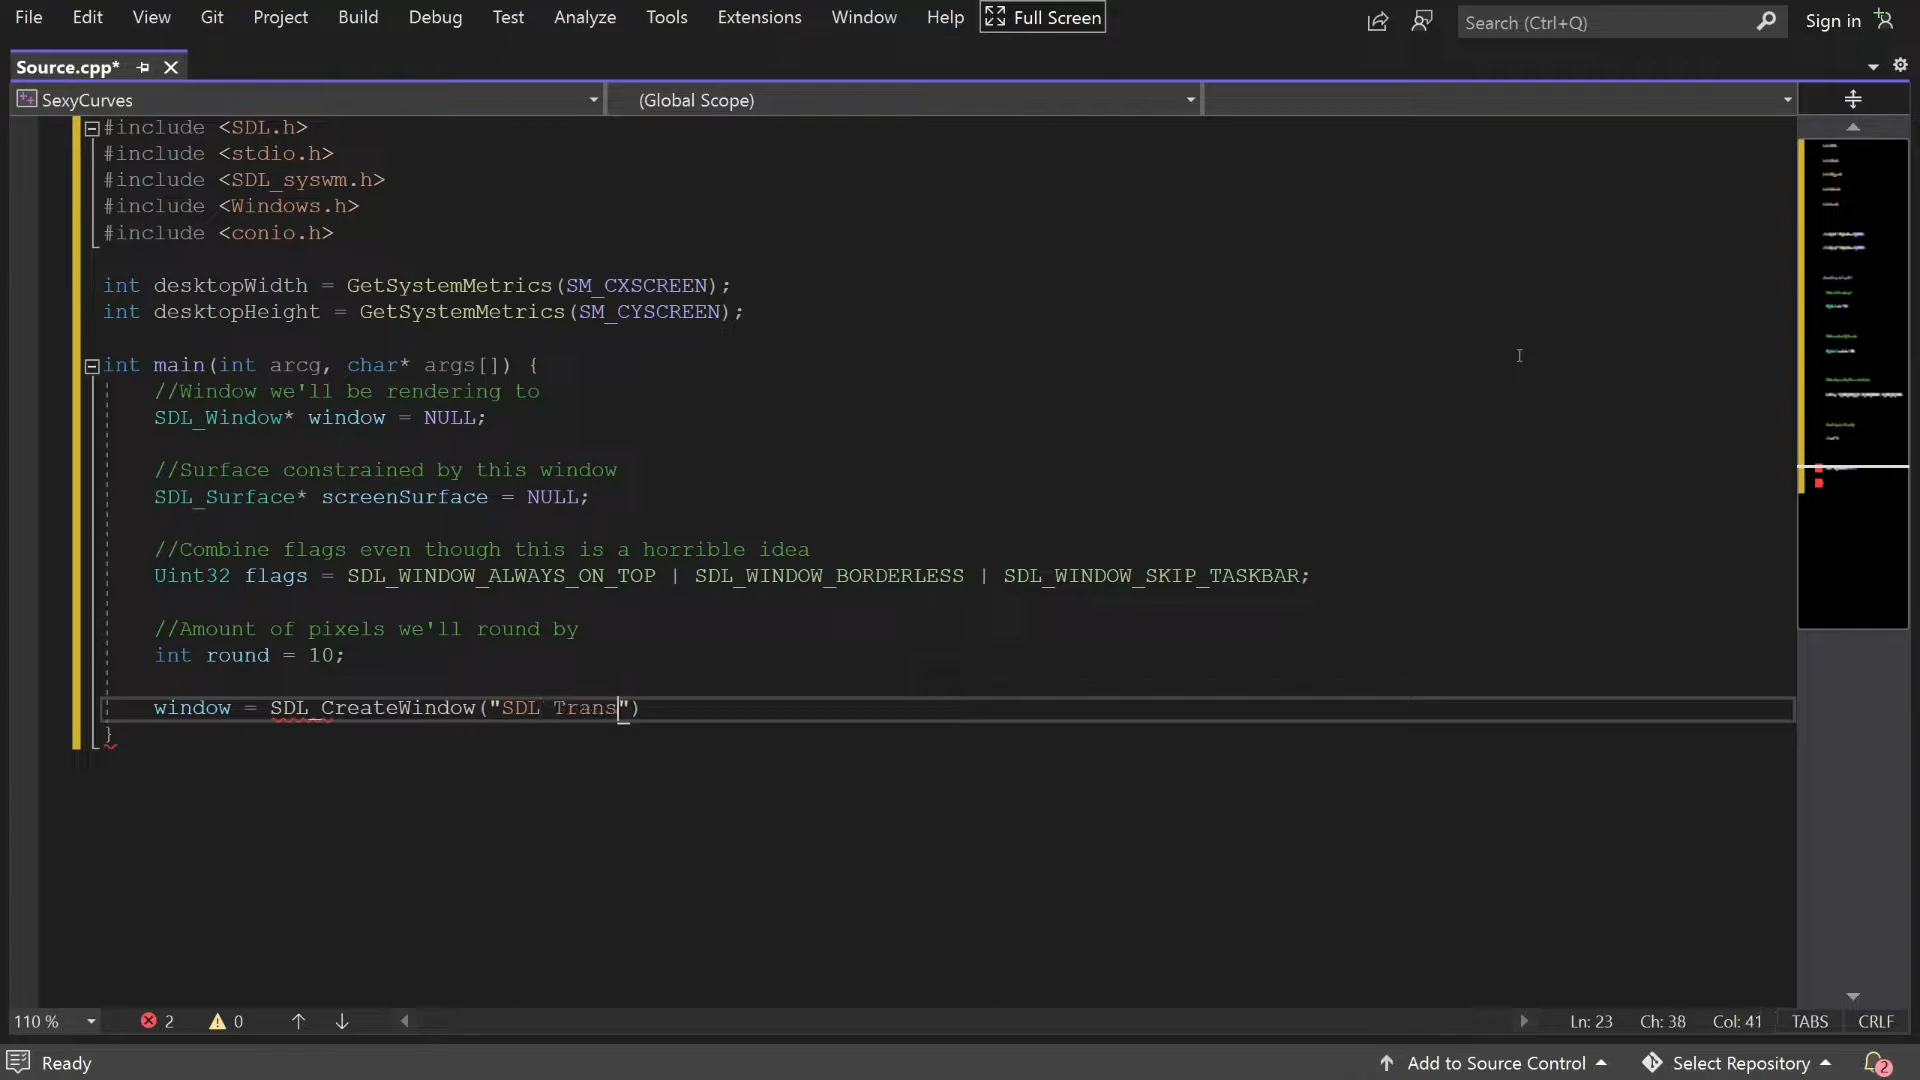 File Edit View Git Project Build Debug Test Analyze Tools Extensions Window Help Full Screen Search (Ctrl+Q) Sign in
Source.cpp*
SexyCurves (Global Scope)
#include <SDL.h>
#include <stdio.h>
#include <SDL_syswm.h>
#include <Windows.h>
#include <conio.h>
int desktopWidth = GetSystemMetrics(SM_CXSCREEN);
int desktopHeight = GetSystemMetrics(SM_CYSCREEN);
int main(int arcg, char* args[]) {
//Window we'll be rendering to
SDL_Window* window = NULL;
//Surface constrained by this window
SDL_Surface* screenSurface = NULL;
//Combine flags even though this is a horrible idea
Uint32 flags = SDL_WINDOW_ALWAYS_ON_TOP | SDL_WINDOW_BORDERLESS | SDL_WINDOW_SKIP_TASKBAR;
//Amount of pixels we'll round by
int round = 10;
window = SDL_CreateWindow("SDL Trans")
}
110 % 2 0 Ln: 23 Ch: 38 Col: 41 TABS CRLF
Ready Add to Source Control Select Repository 2